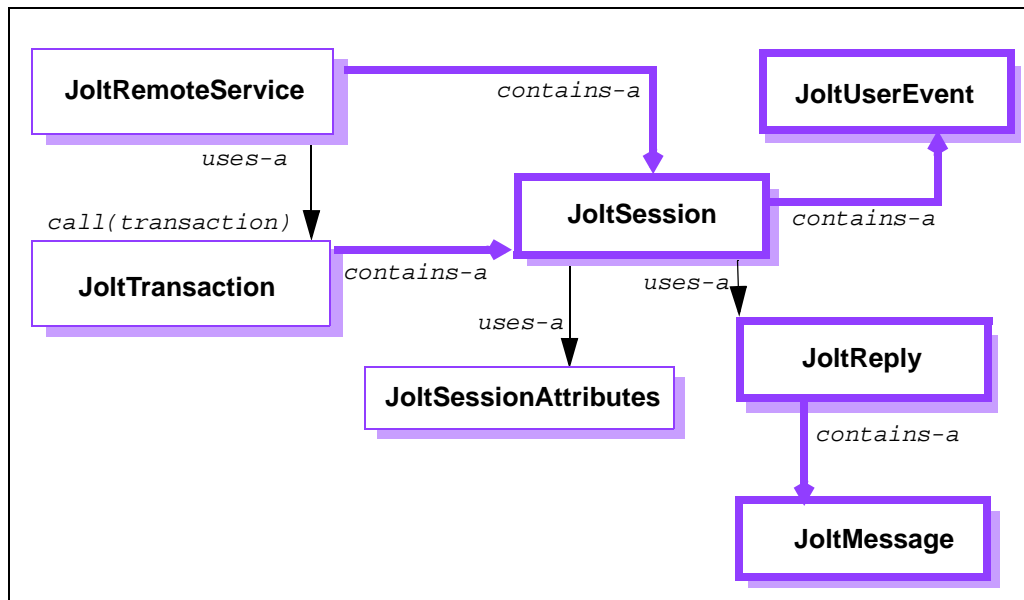 JoltRemoteService
contains-a
JoltUserEvent
uses-a
call(transaction)
JoltSession
contains-a
JoltTransaction
contains-a
uses-a
uses-a
JoltReply
JoltSessionAttributes
contains-a
JoltMessage